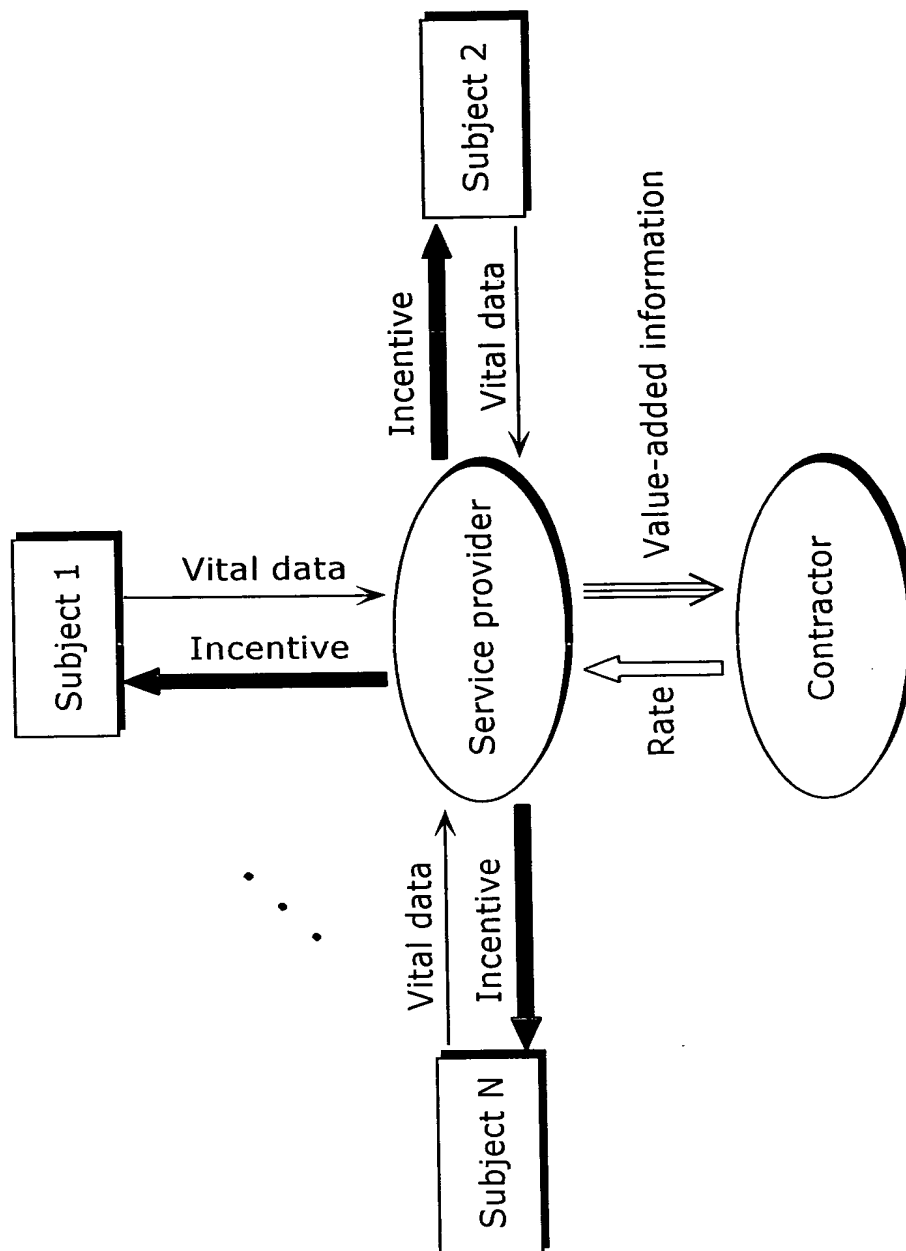 Subject 1
Vital data
Incentive
Subject 2
Incentive
Vital data
Service provider
Vital data
Incentive
Subject N
Value-added information
Rate
Contractor